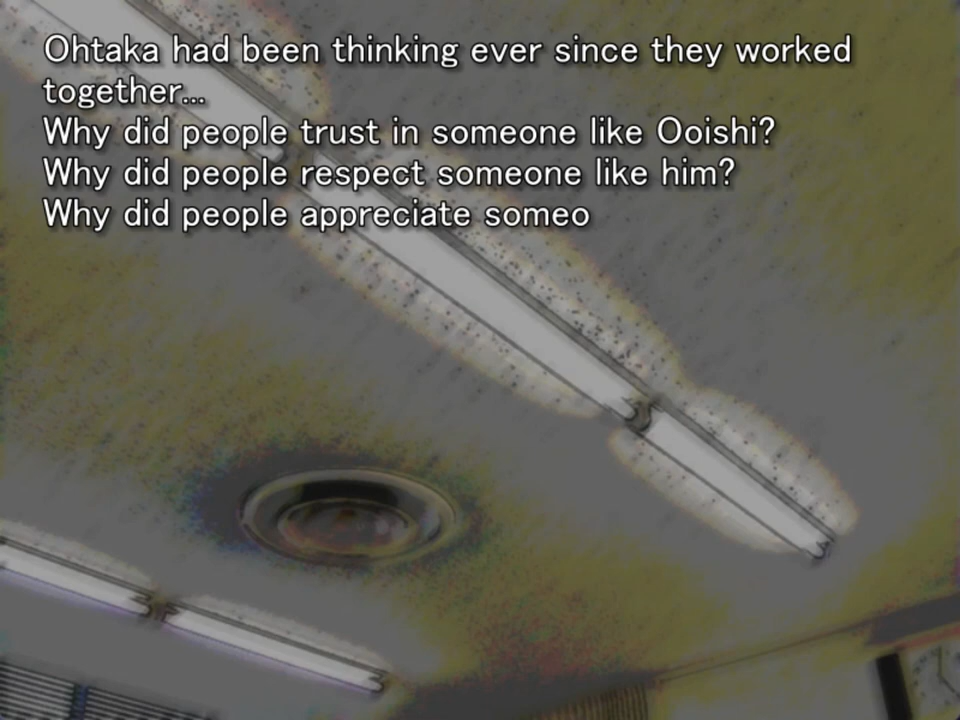 Ohtaka had been thinking ever since they worked
together...
Why did people trust in someone like Ooishi?
Why did people respect someone like him?
Why did people appreciate someo